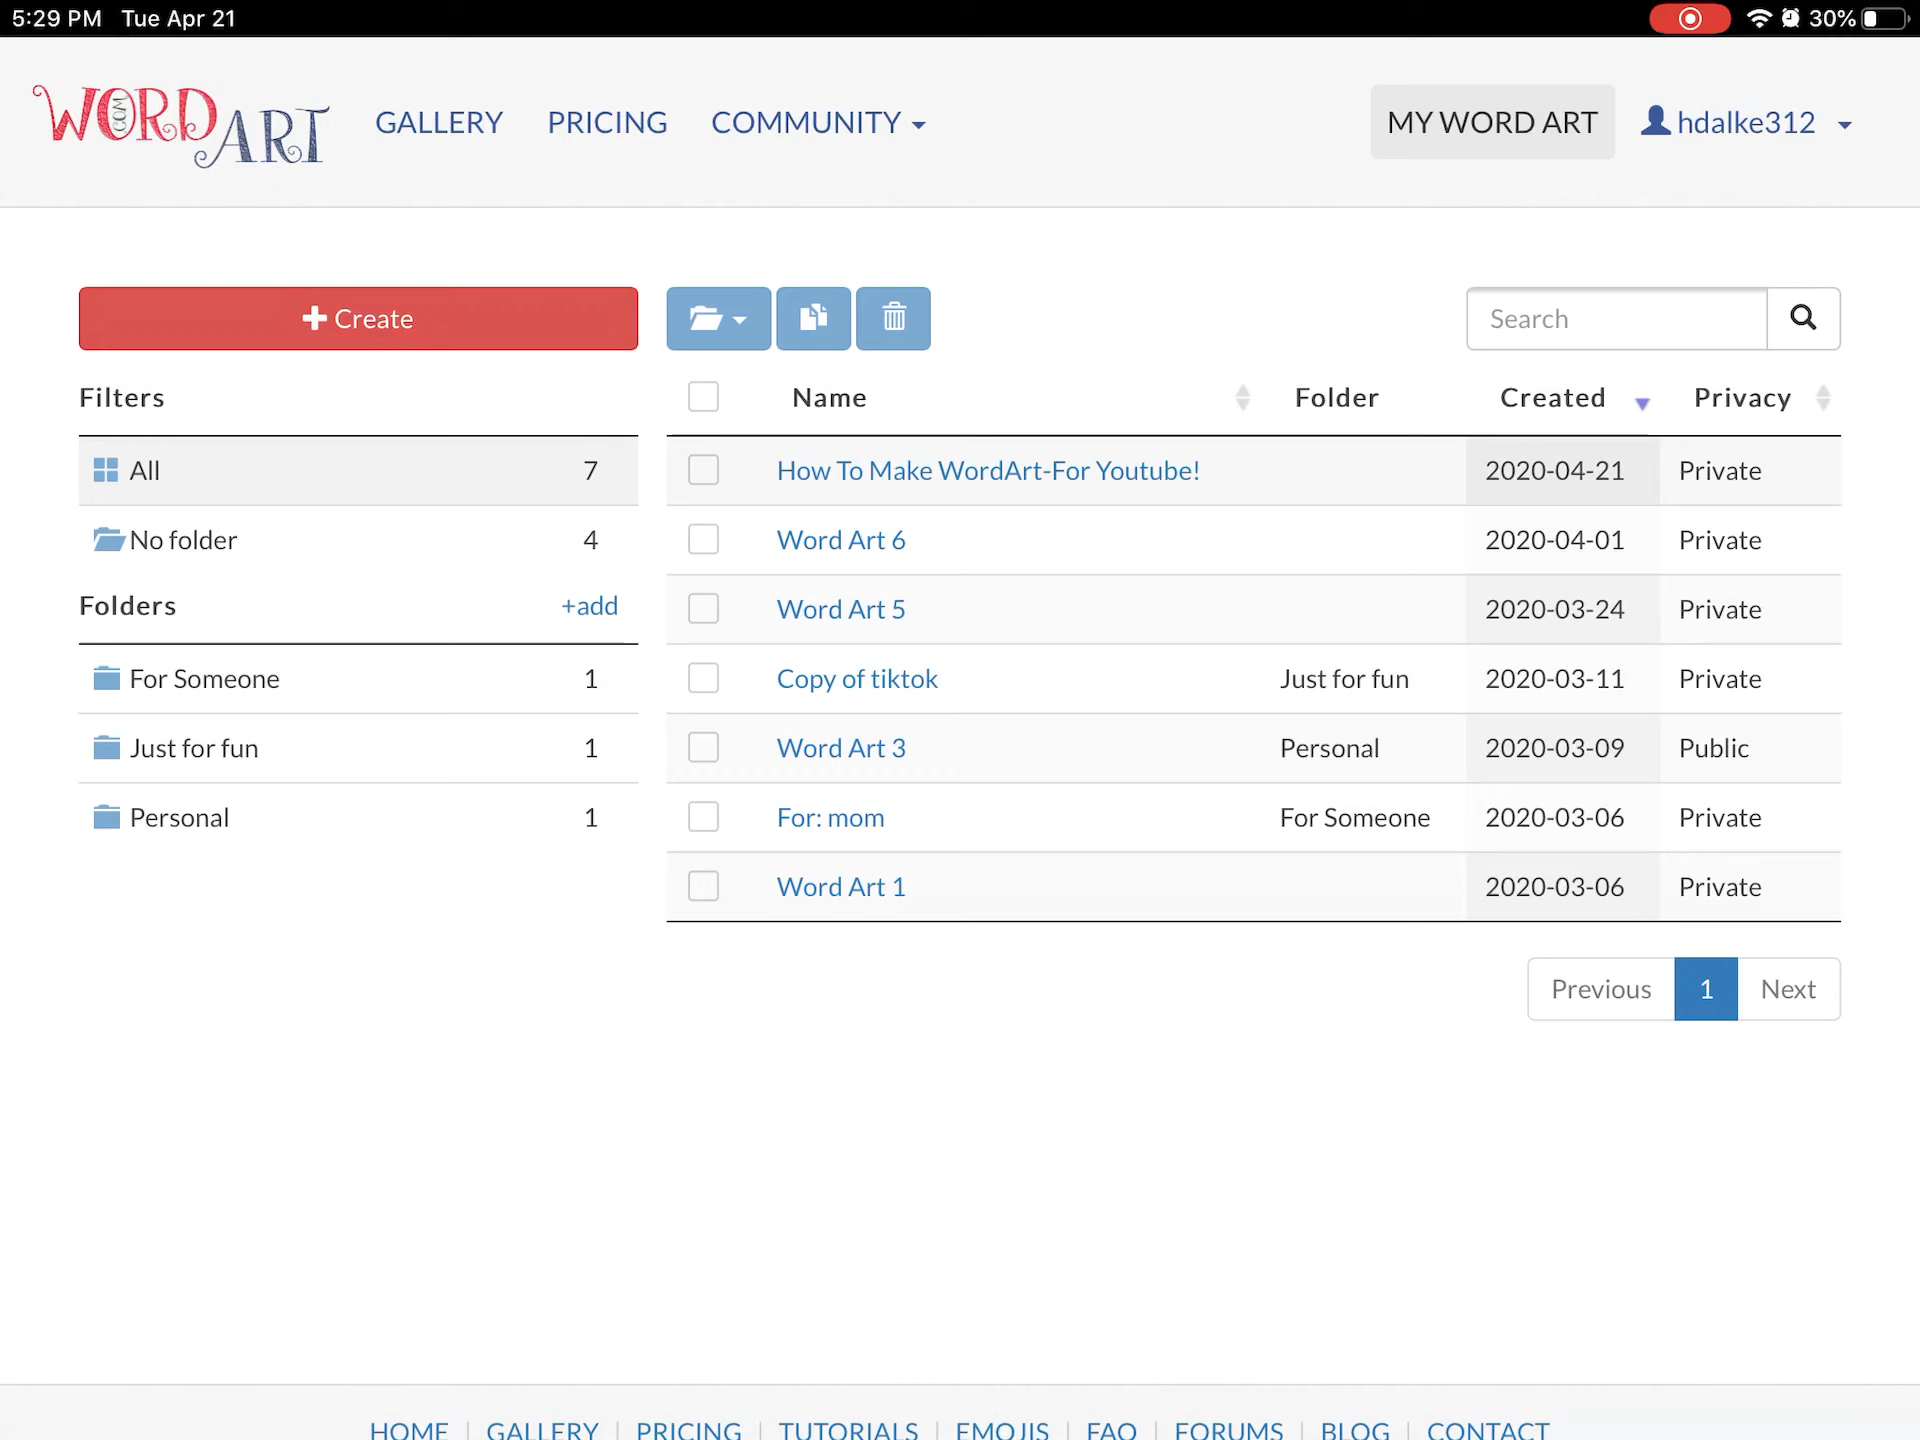 5:29 PM Tue Apr 21 30%
WORD ART .COM GALLERY PRICING COMMUNITY MY WORD ART hdalke312
Create Search
Filters Name Folder Created Privacy
All 7 How To Make WordArt-For Youtube! 2020-04-21 Private
No folder 4 Word Art 6 2020-04-01 Private
Folders +add Word Art 5 2020-03-24 Private
For Someone 1 Copy of tiktok Just for fun 2020-03-11 Private
Just for fun 1 Word Art 3 Personal 2020-03-09 Public
Personal 1 For: mom For Someone 2020-03-06 Private
Word Art 1 2020-03-06 Private
Previous 1 Next
HOME | GALLERY | PRICING | TUTORIALS | EMOJIS | FAQ | FORUMS | BLOG | CONTACT